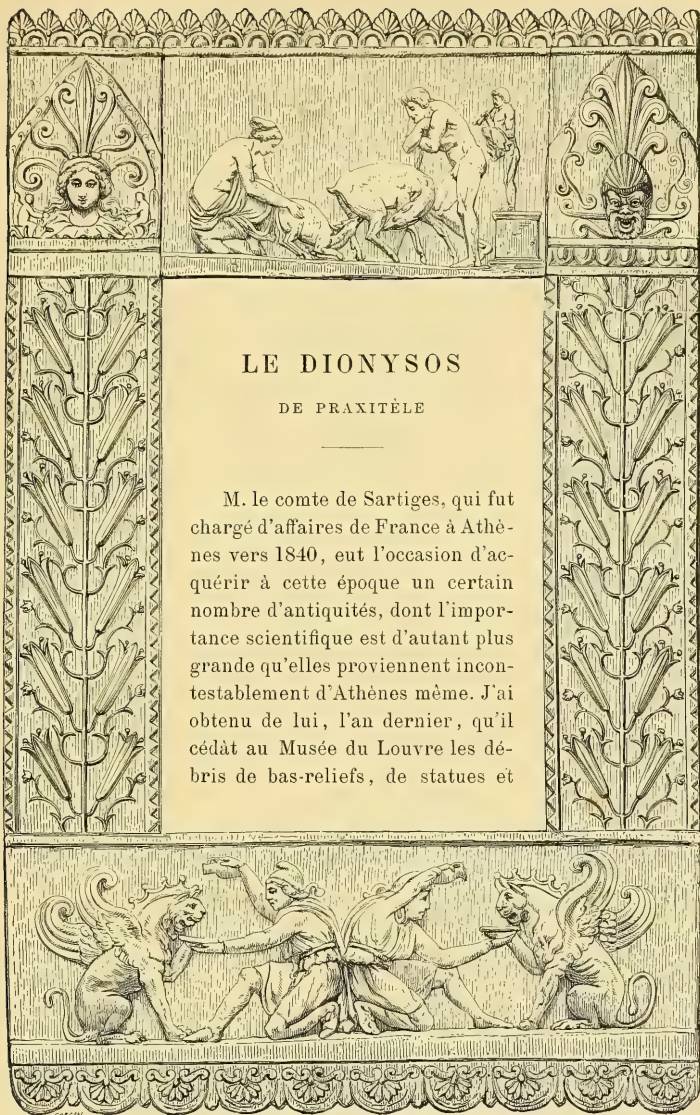 LE DIONYSOS
DE PRAXITÈLE
M. le comte de Sartiges, qui fut
chargé d'affaires de France à Athè-
nes vers 1840, eut l'occasion d'ac-
quérir à cette époque un certain
nombre d'antiquités, dont l'impor-
tance scientifique est d'autant plus
grande qu'elles proviennent incon-
testablement d'Athènes même. J'ai
obtenu de lui, l'an dernier, qu'il
cédât au Musée du Louvre les dé-
bris de bas-reliefs, de statues et